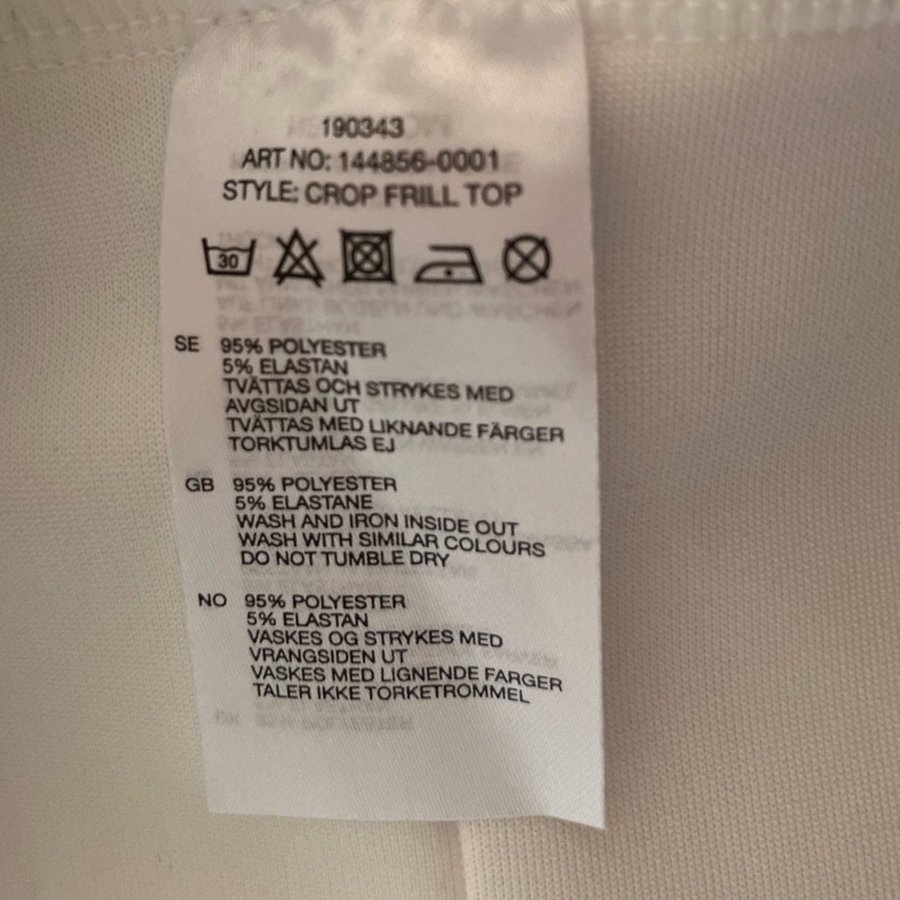 190343
ART NO: 144856-0001
STYLE: CROP FRILL TOP
30
SE 95% POLYESTER
5% ELASTAN
TVÄTTAS OCH STRYKES MED
AVGSIDAN UT
TVÄTTAS MED LIKNANDE FÄRGER
TORKTUMLAS EJ
GB 95% POLYESTER
5% ELASTANE
WASH AND IRON INSIDE OUT
WASH WITH SIMILAR COLOURS
DO NOT TUMBLE DRY
NO 95% POLYESTER
5% ELASTAN
VASKES OG STRYKES MED
VRANGSIDEN UT
VASKES MED LIGNENDE FARGER
TALER IKKE TORKETROMMEL